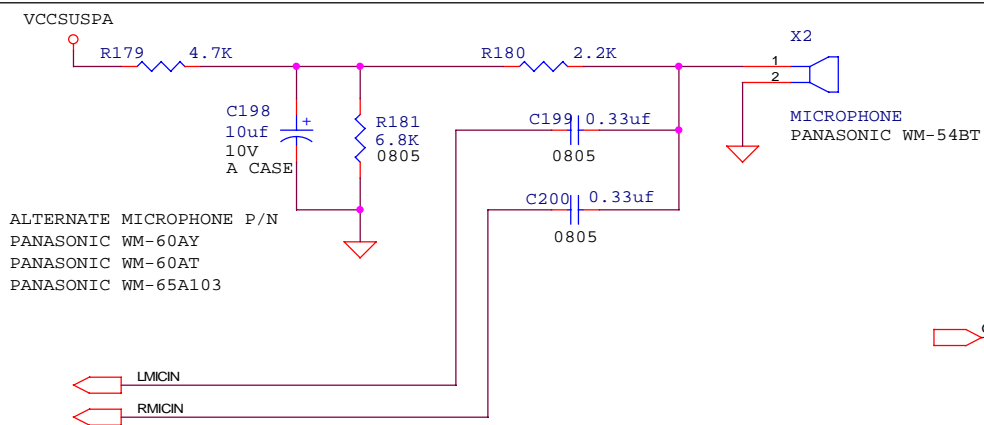 VCCSUSPA
R179 4.7K
R180 2.2K
X2
1
2
C198
10uf
10V
A CASE
+
R181
6.8K
0805
C199 0.33uf
0805
MICROPHONE
PANASONIC WM-54BT
C200 0.33uf
0805
ALTERNATE MICROPHONE P/N
PANASONIC WM-60AY
PANASONIC WM-60AT
PANASONIC WM-65A103
LMICIN
RMICIN